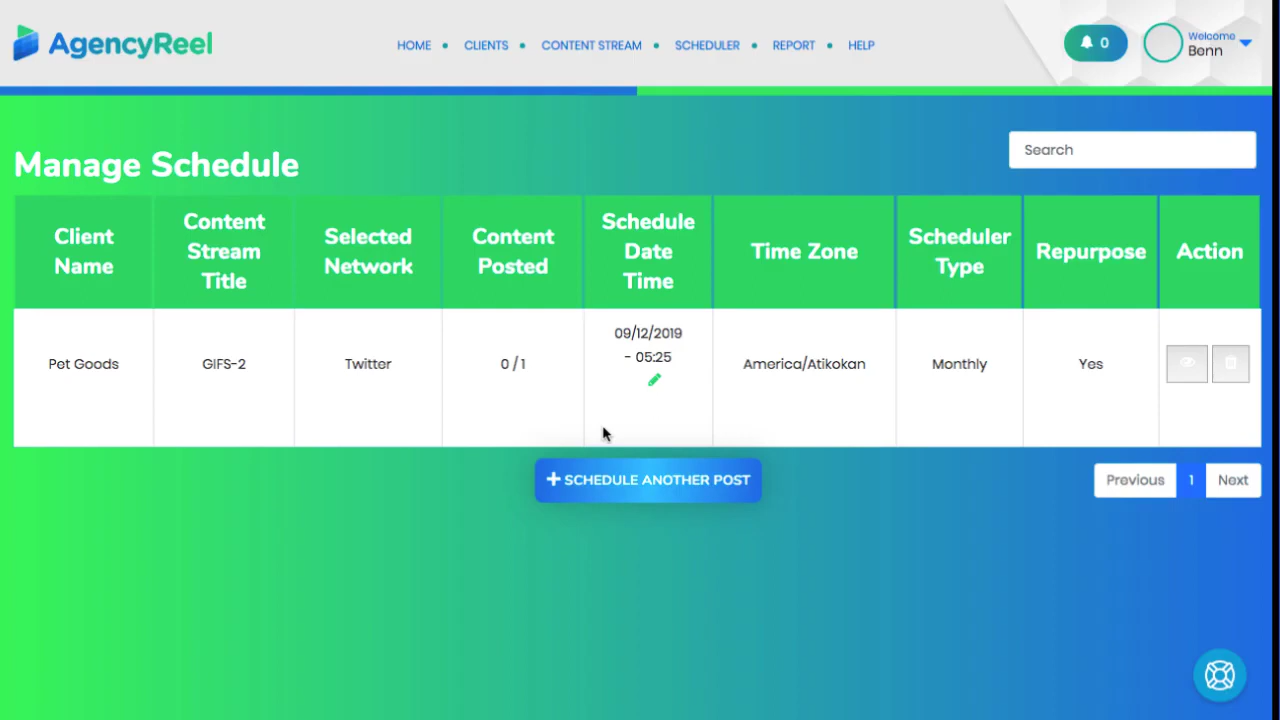 AgencyReel
HOME • CLIENTS • CONTENT STREAM • SCHEDULER • REPORT • HELP
0
Welcome
Benn
Search
Manage Schedule
Client
Name
Content
Stream
Title
Selected
Network
Content
Posted
Schedule
Date
Time
Time Zone
Scheduler
Type
Repurpose
Action
Pet Goods
GIFS-2
Twitter
0 / 1
09/12/2019
- 05:25
America/Atikokan
Monthly
Yes
SCHEDULE ANOTHER POST
Previous 1 Next